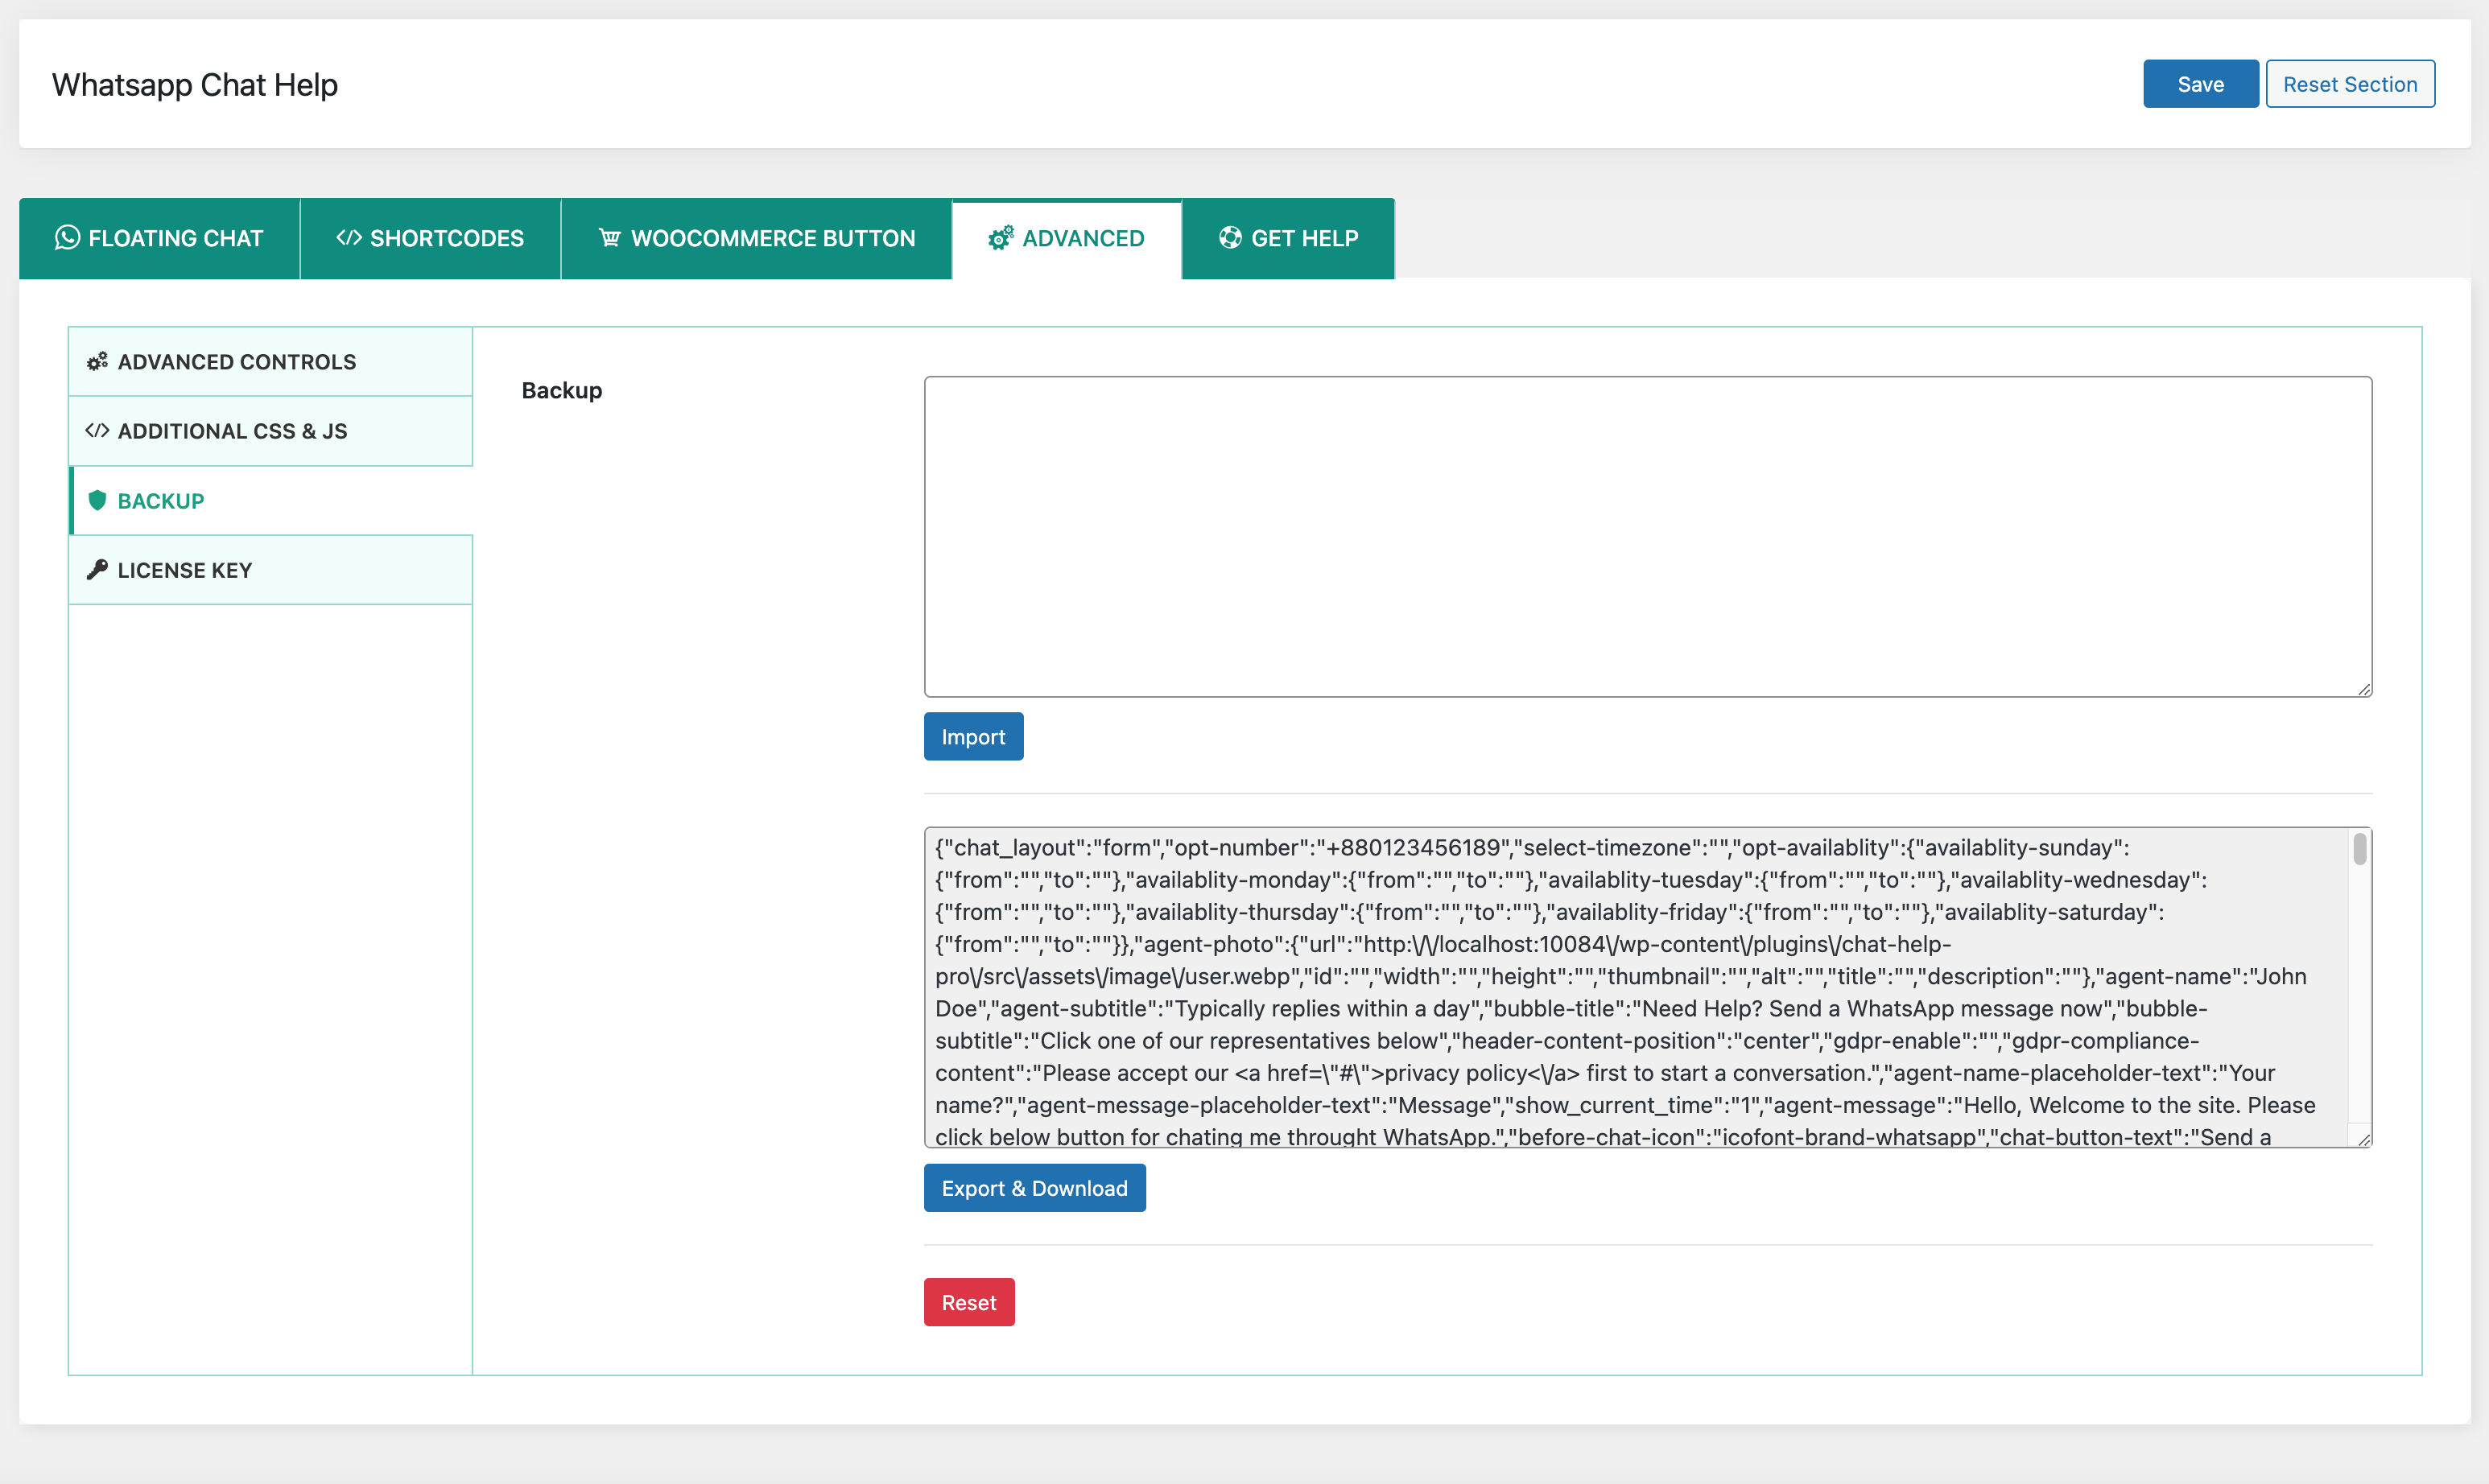 Whatsapp Chat Help
Save
Reset Section
FLOATING CHAT
SHORTCODES
WOOCOMMERCE BUTTON
ADVANCED
GET HELP
ADVANCED CONTROLS
ADDITIONAL CSS & JS
BACKUP
LICENSE KEY
Backup
Import
{"chat_layout":"form","opt-number":"+880123456189","select-timezone":"","opt-availablity":{"availablity-sunday":
{"from":"","to":""},"availablity-monday":{"from":"","to":""},"availablity-tuesday":{"from":"","to":""},"availablity-wednesday":
{"from":"","to":""},"availablity-thursday":{"from":"","to":""},"availablity-friday":{"from":"","to":""},"availablity-saturday":
{"from":"","to":""}},"agent-photo":{"url":"http:\/\/localhost:10084\/wp-content\/plugins\/chat-help-
pro\/src\/assets\/image\/user.webp","id":"","width":"","height":"","thumbnail":"","alt":"","title":"","description":""},"agent-name":"John
Doe","agent-subtitle":"Typically replies within a day","bubble-title":"Need Help? Send a WhatsApp message now","bubble-
subtitle":"Click one of our representatives below","header-content-position":"center","gdpr-enable":"","gdpr-compliance-
content":"Please accept our <a href=\"#\">privacy policy<\/a> first to start a conversation.","agent-name-placeholder-text":"Your
name?","agent-message-placeholder-text":"Message","show_current_time":"1","agent-message":"Hello, Welcome to the site. Please
click below button for chating me throught WhatsApp.","before-chat-icon":"icofont-brand-whatsapp","chat-button-text":"Send a
Export & Download
Reset